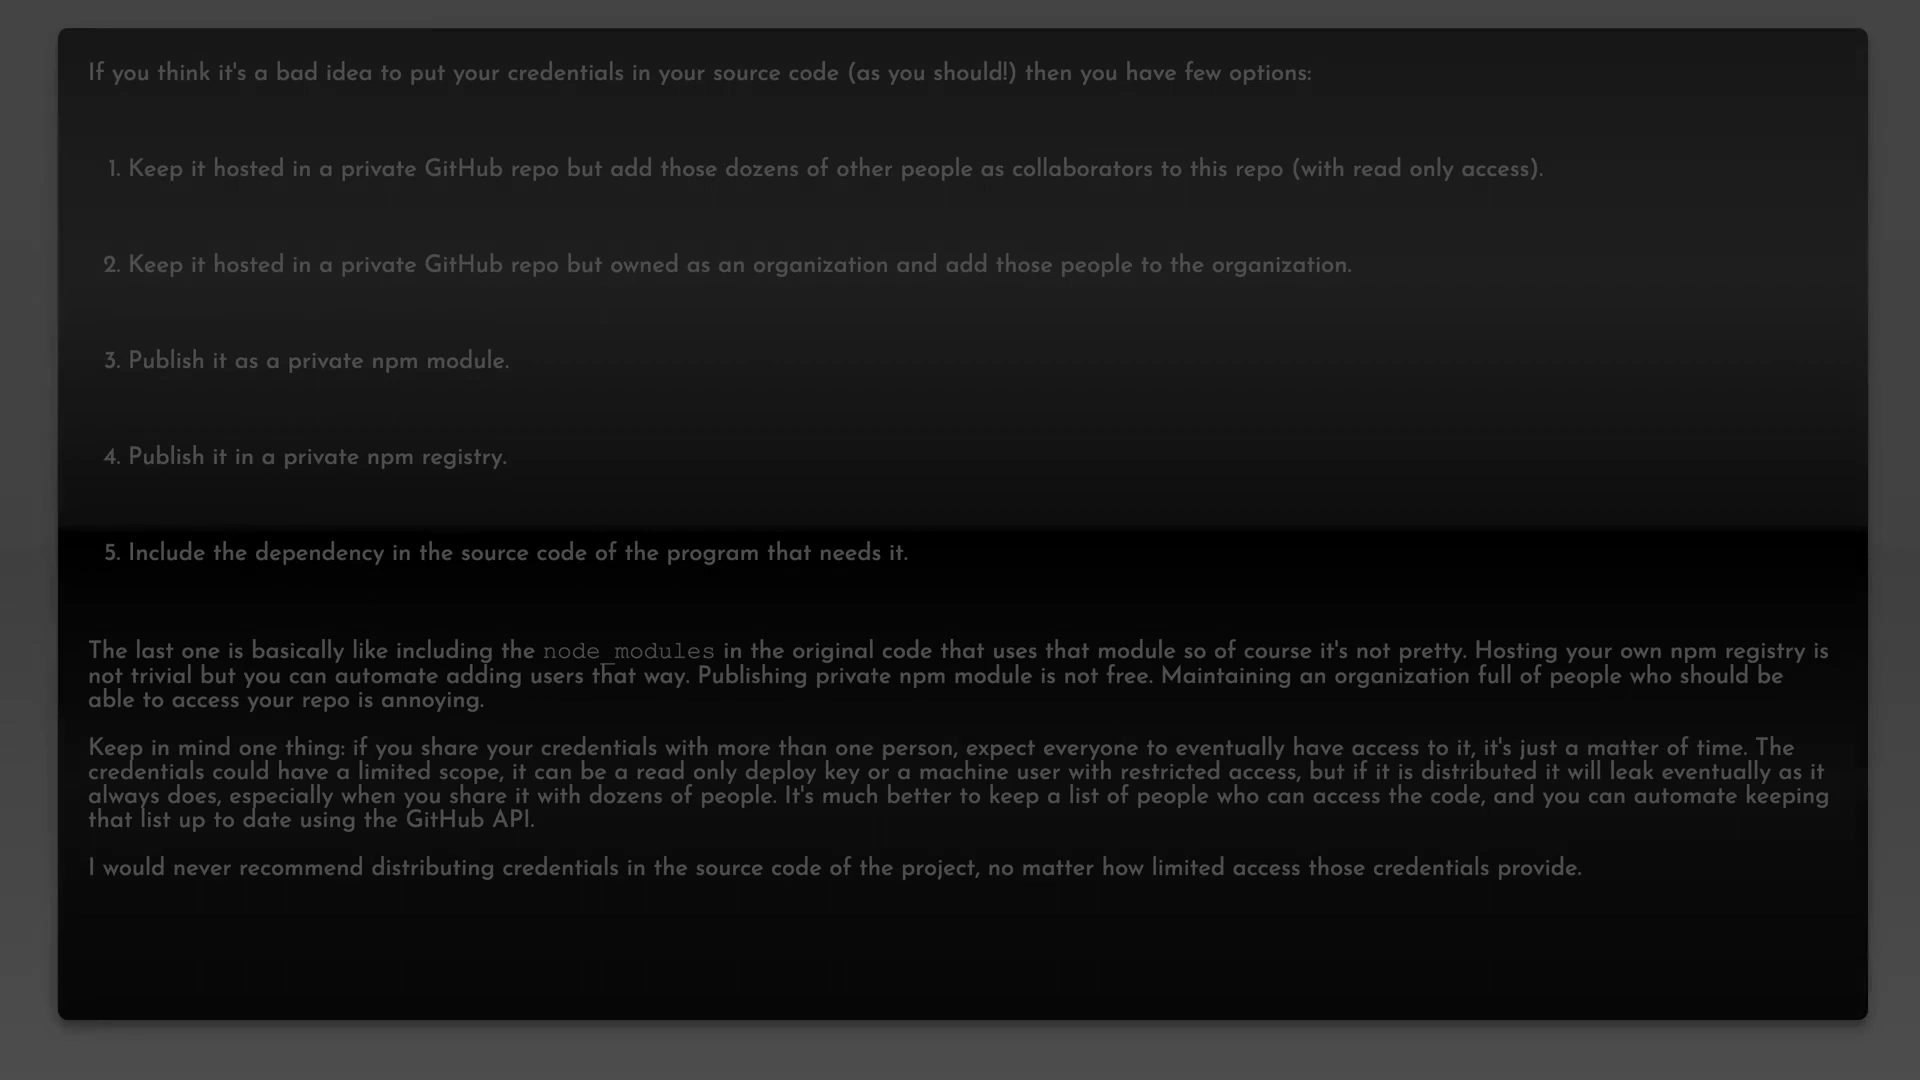 If you think it's a bad idea to put your credentials in your source code (as you should!) then you have few options:
1. Keep it hosted in a private GitHub repo but add those dozens of other people as collaborators to this repo (with read only access).
2. Keep it hosted in a private GitHub repo but owned as an organization and add those people to the organization.
3. Publish it as a private npm module.
4. Publish it in a private npm registry.
5. Include the dependency in the source code of the program that needs it.
The last one is basically like including the node_modules in the original code that uses that module so of course it's not pretty. Hosting your own npm registry is
not trivial but you can automate adding users that way. Publishing private npm module is not free. Maintaining an organization full of people who should be
able to access your repo is annoying.
Keep in mind one thing: if you share your credentials with more than one person, expect everyone to eventually have access to it, it's just a matter of time. The
credentials could have a limited scope, it can be a read only deploy key or a machine user with restricted access, but if it is distributed it will leak eventually as it
always does, especially when you share it with dozens of people. It's much better to keep a list of people who can access the code, and you can automate keeping
that list up to date using the GitHub API.
I would never recommend distributing credentials in the source code of the project, no matter how limited access those credentials provide.